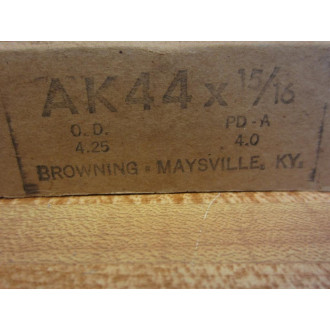 AK44 x 15/16
O.D. PD-A
4.25 4.0
BROWNING - MAYSVILLE, KY.